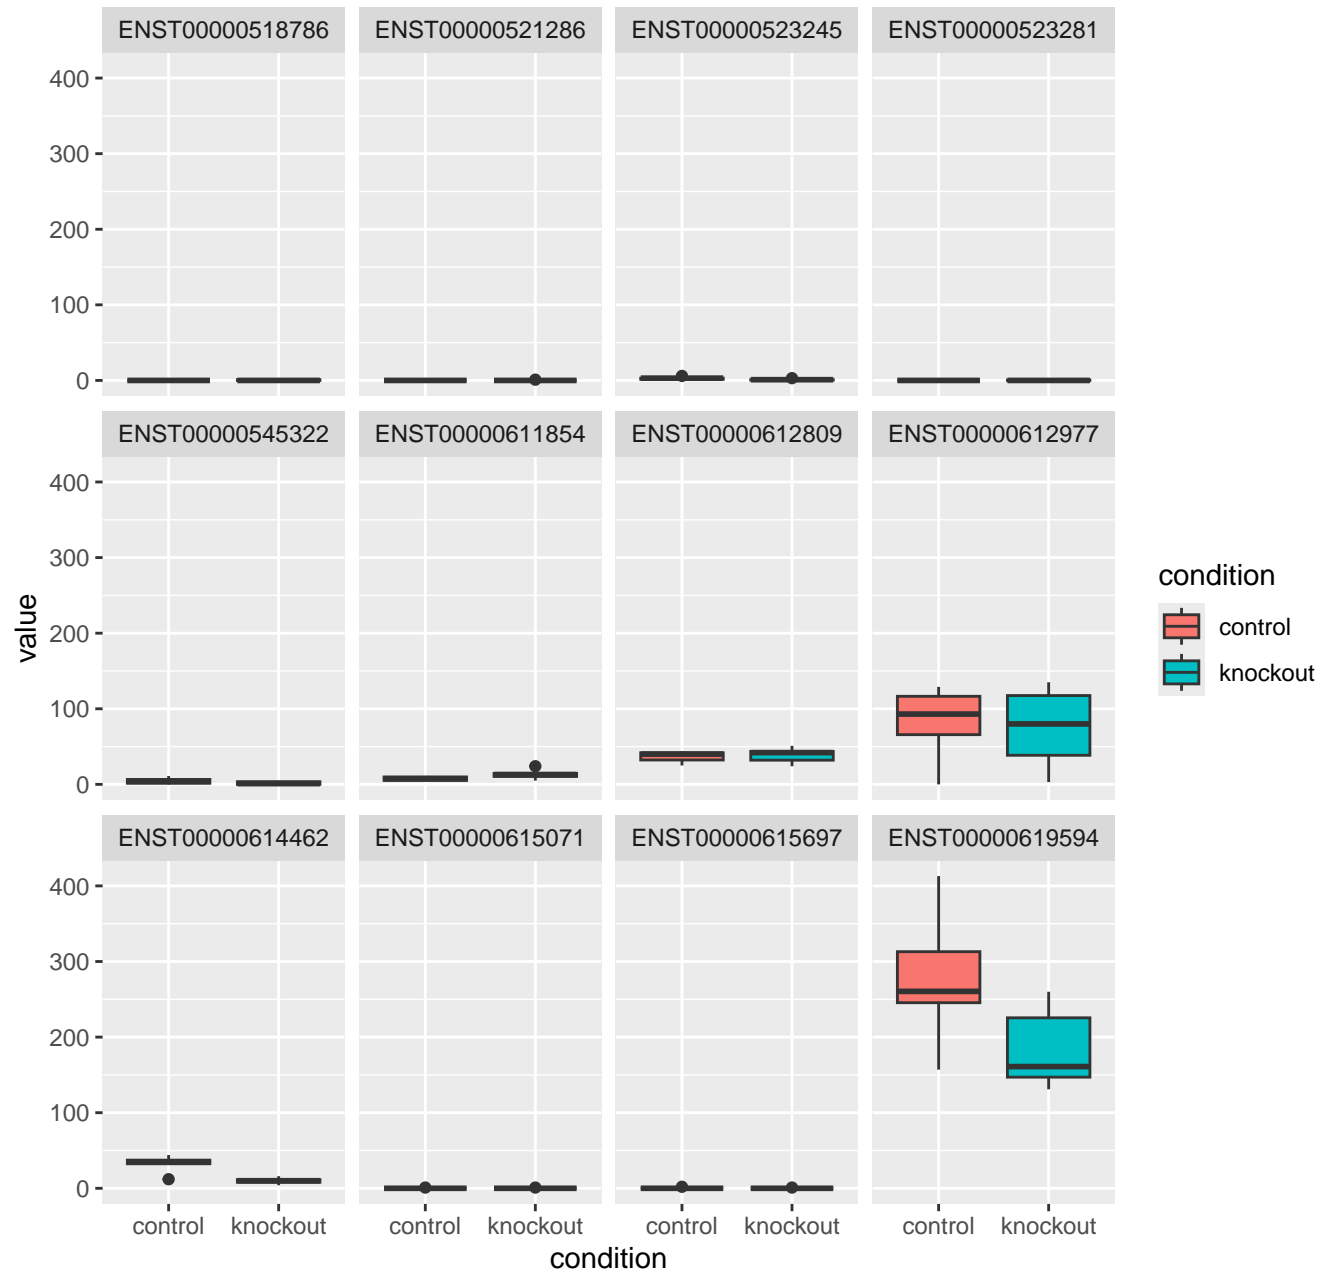 ENST00000518786 ENST00000521286 ENST00000523245 ENST00000523281
400
300
200
100
0
ENST00000545322 ENST00000611854 ENST00000612809 ENST00000612977
400
300
200
100
0
ENST00000614462 ENST00000615071 ENST00000615697 ENST00000619594
400
300
200
100
0
control knockout control knockout control knockout control knockout
condition
value
condition
control
knockout